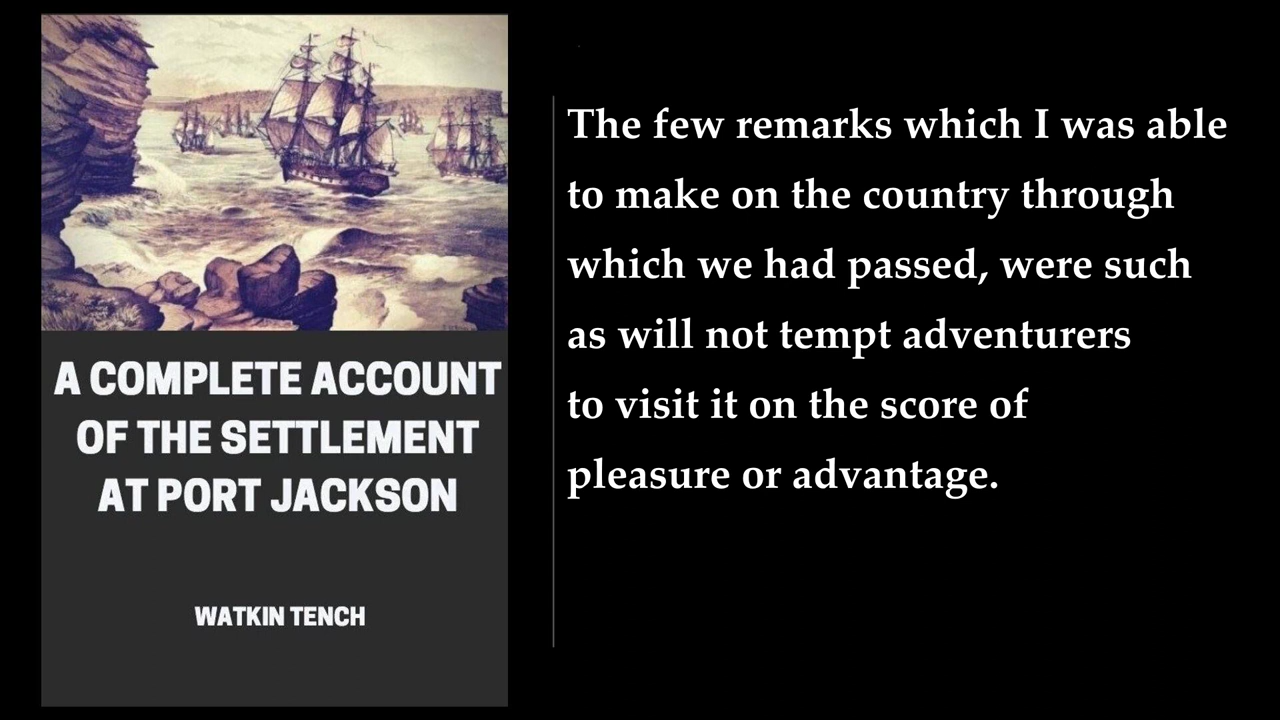 A COMPLETE ACCOUNT
OF THE SETTLEMENT
AT PORT JACKSON
WATKIN TENCH
The few remarks which I was able
to make on the country through
which we had passed, were such
as will not tempt adventurers
to visit it on the score of
pleasure or advantage.